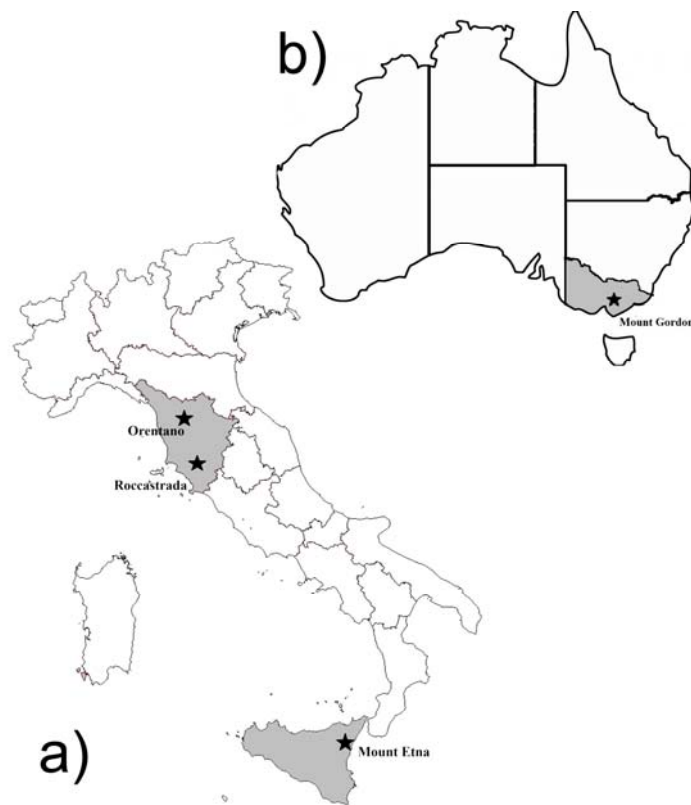 b)
Mount Gordon
Orentano
Roccastrada
Mount Etna
a)